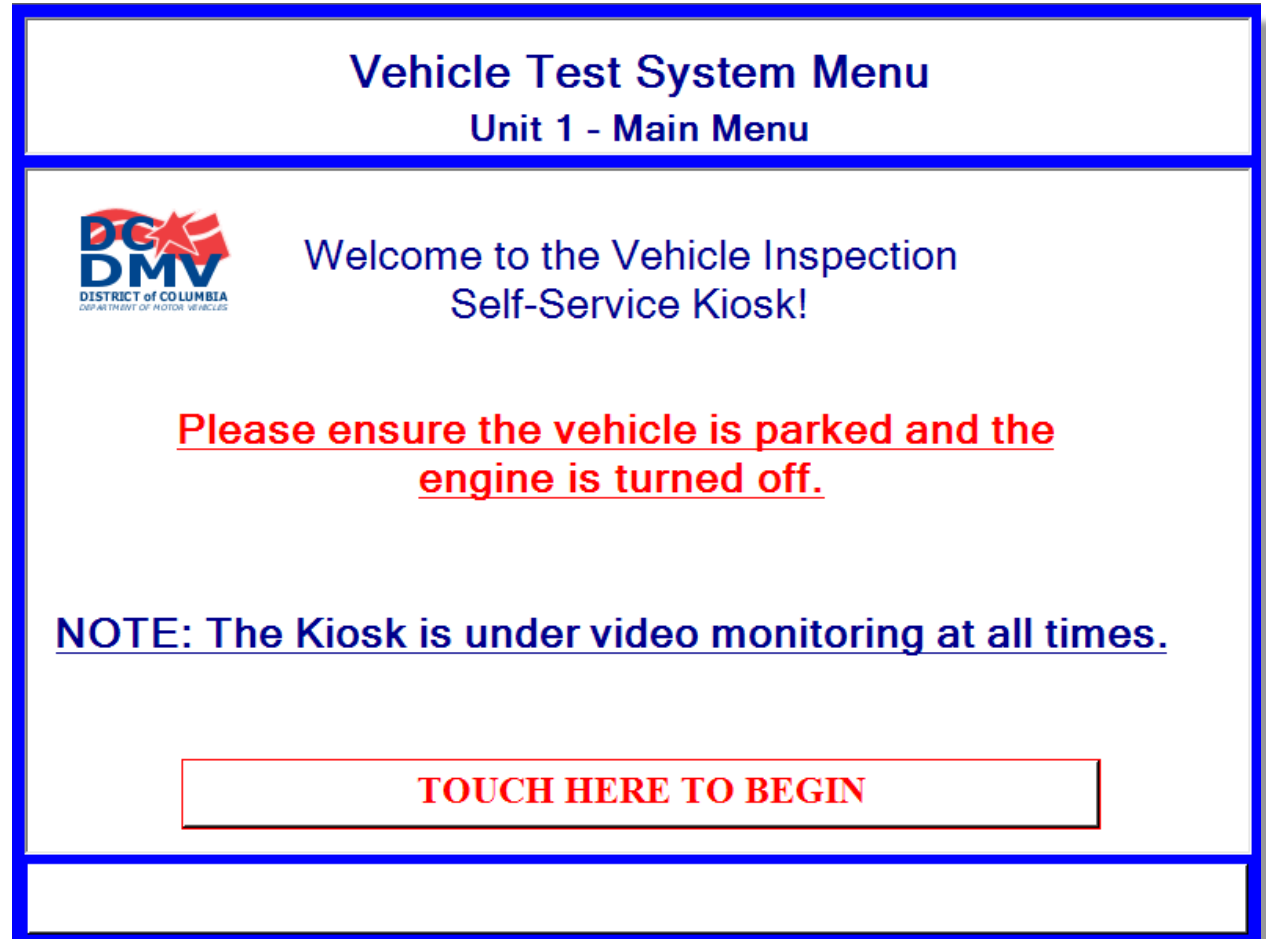 Vehicle Test System Menu
Unit 1 - Main Menu
DC
DMV
DISTRICT of COLUMBIA
DEPARTMENT OF MOTOR VEHICLES
Welcome to the Vehicle Inspection
Self-Service Kiosk!
Please ensure the vehicle is parked and the
engine is turned off.
NOTE: The Kiosk is under video monitoring at all times.
TOUCH HERE TO BEGIN